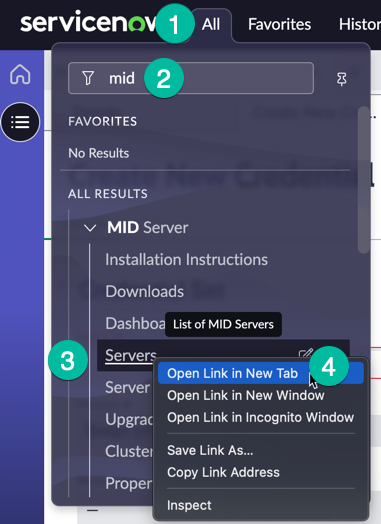 servicenow
1
All
Favorites
Histor
mid
2
FAVORITES
No Results
ALL RESULTS
MID Server
Installation Instructions
Downloads
Dashboa
List of MID Servers
3
Servers
4
Open Link in New Tab
Server
Open Link in New Window
Upgrad
Open Link in Incognito Window
Cluster
Save Link As...
Proper
Copy Link Address
Inspect